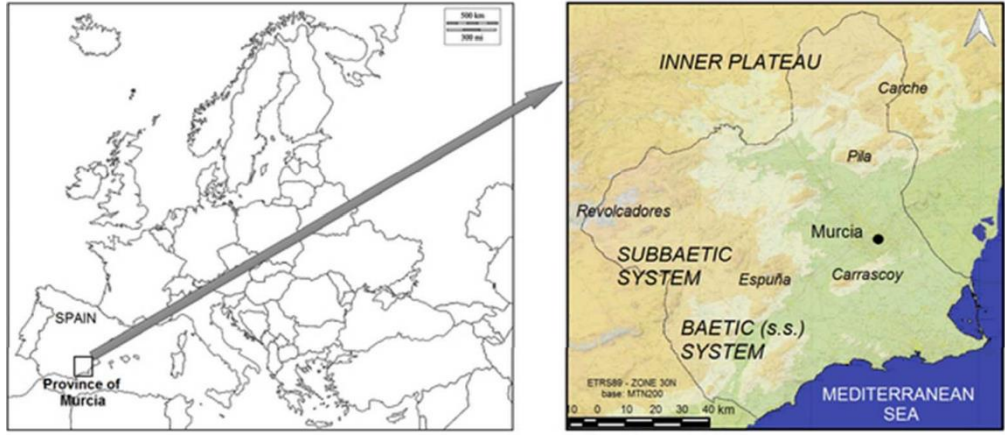 500 km
300 mi
SPAIN
Province of
Murcia
INNER PLATEAU
Carche
Pila
Revolcadores
Murcia
SUBBAETIC
SYSTEM
Espuña
Carrascoy
BAETIC (s.s.)
SYSTEM
ETRS89 - ZONE 30N
base: MTN200
10 0 10 20 30 40 km
MEDITERRANEAN
SEA